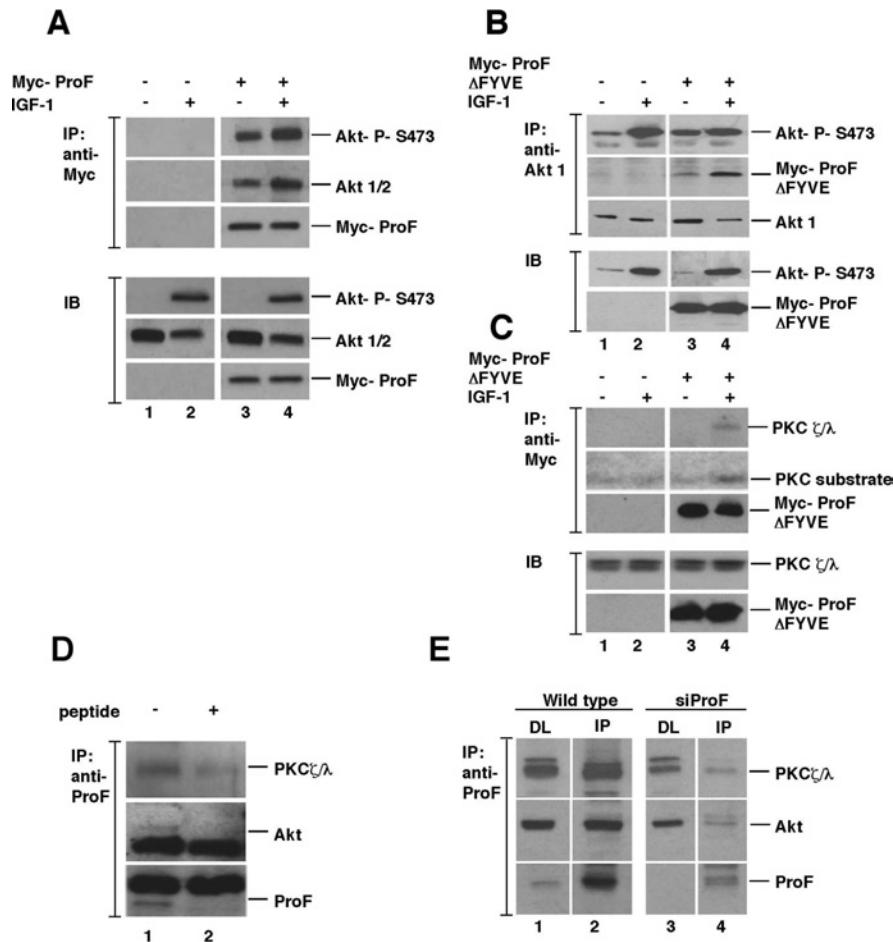 A
Myc- ProF - - + +
IGF-1 - + - +
IP:
anti-
Myc
Akt- P- S473
Akt 1/2
Myc- ProF
IB
Akt- P- S473
Akt 1/2
Myc- ProF
1 2 3 4
B
Myc- ProF
ΔFYVE - - + +
IGF-1 - + - +
IP:
anti-
Akt 1
Akt- P- S473
Myc- ProF
ΔFYVE
Akt 1
IB
Akt- P- S473
Myc- ProF
ΔFYVE
1 2 3 4
C
Myc- ProF
ΔFYVE - - + +
IGF-1 - + - +
IP:
anti-
Myc
PKC ζ/λ
PKC substrate
Myc- ProF
ΔFYVE
IB
PKC ζ/λ
Myc- ProF
ΔFYVE
1 2 3 4
D
peptide - +
IP:
anti-
ProF
PKCζ/λ
Akt
ProF
1 2
E
Wild type siProF
DL IP DL IP
IP:
anti-
ProF
PKCζ/λ
Akt
ProF
1 2 3 4